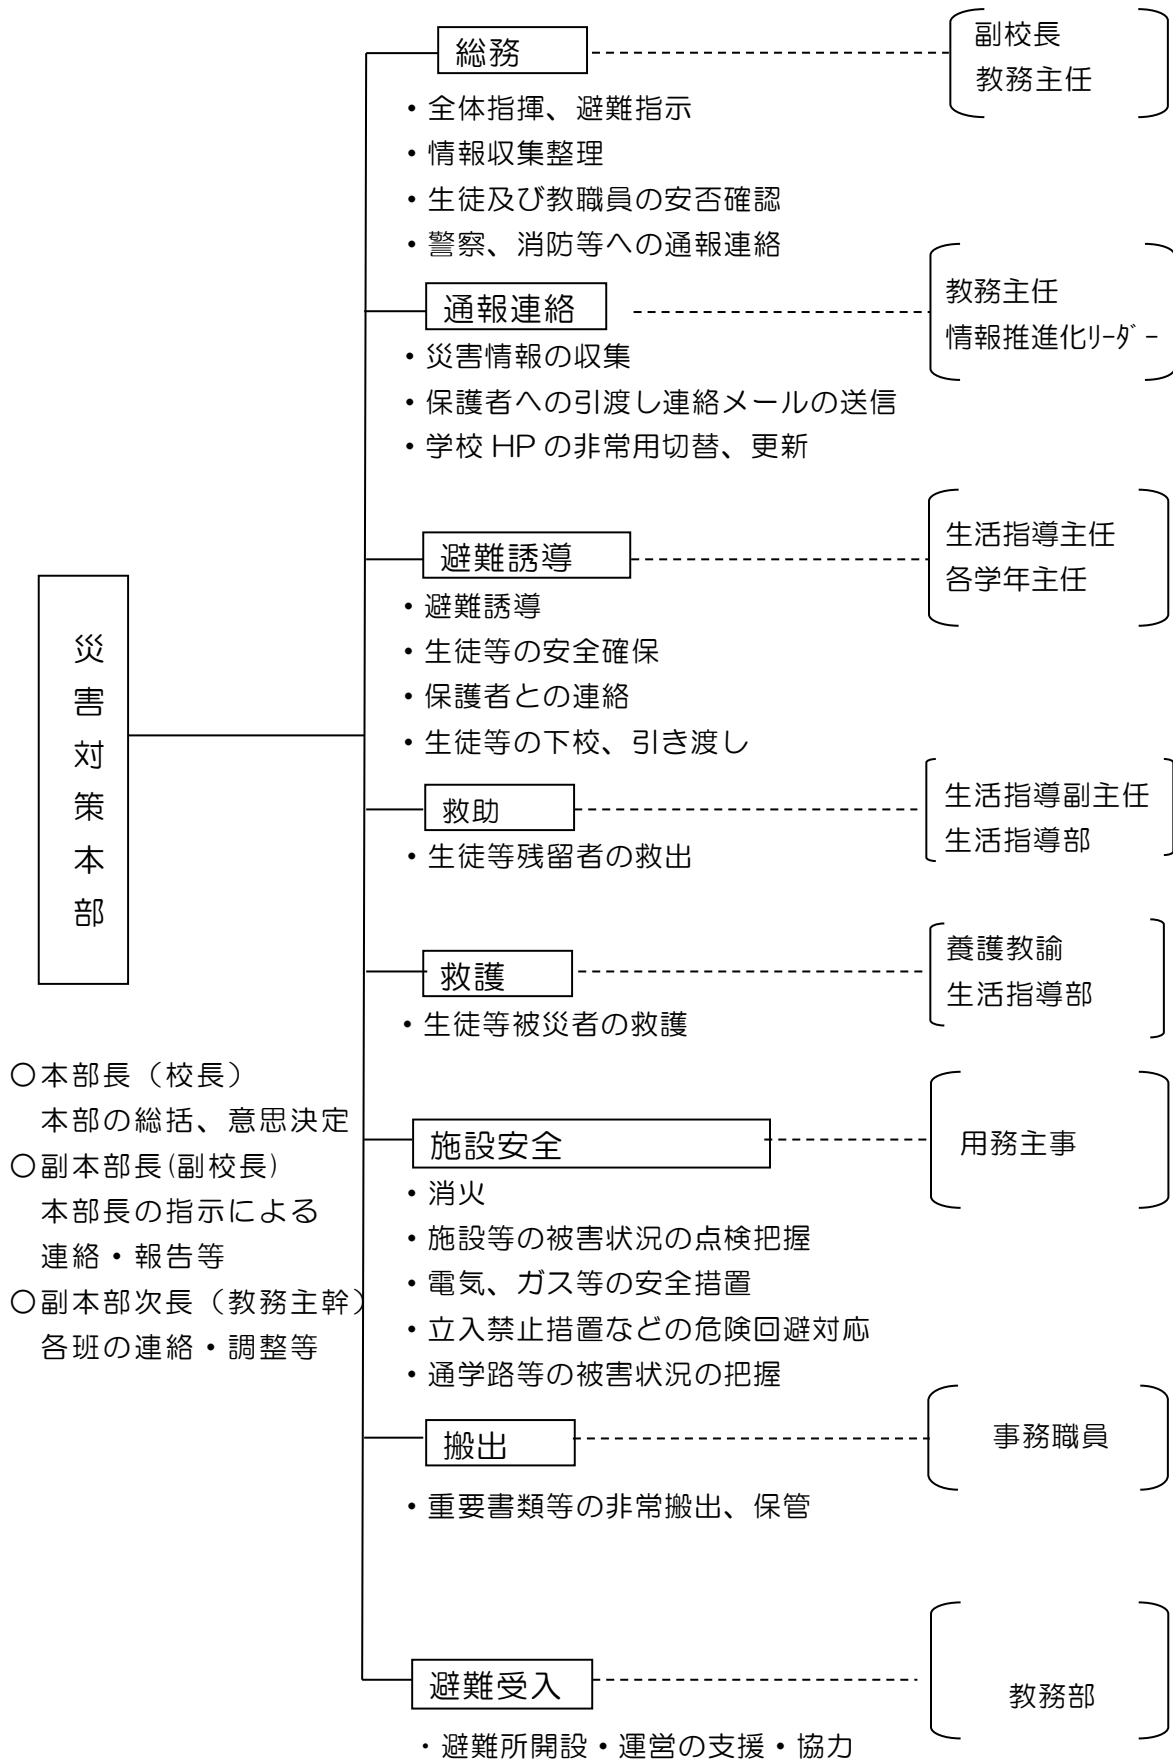 総務
副校長
教務主任
・全体指揮、避難指示
・情報収集整理
・生徒及び教職員の安否確認
・警察、消防等への通報連絡
通報連絡
教務主任
情報推進化ﾘｰﾀﾞｰ
・災害情報の収集
・保護者への引渡し連絡メールの送信
・学校 HP の非常用切替、更新
避難誘導
生活指導主任
各学年主任
・避難誘導
・生徒等の安全確保
・保護者との連絡
・生徒等の下校、引き渡し
災害対策本部
救助
生活指導副主任
生活指導部
・生徒等残留者の救出
救護
養護教諭
生活指導部
・生徒等被災者の救護
〇本部長（校長）
本部の総括、意思決定
〇副本部長(副校長)
本部長の指示による
連絡・報告等
〇副本部次長（教務主幹）
各班の連絡・調整等
施設安全
用務主事
・消火
・施設等の被害状況の点検把握
・電気、ガス等の安全措置
・立入禁止措置などの危険回避対応
・通学路等の被害状況の把握
搬出
事務職員
・重要書類等の非常搬出、保管
避難受入
教務部
・避難所開設・運営の支援・協力